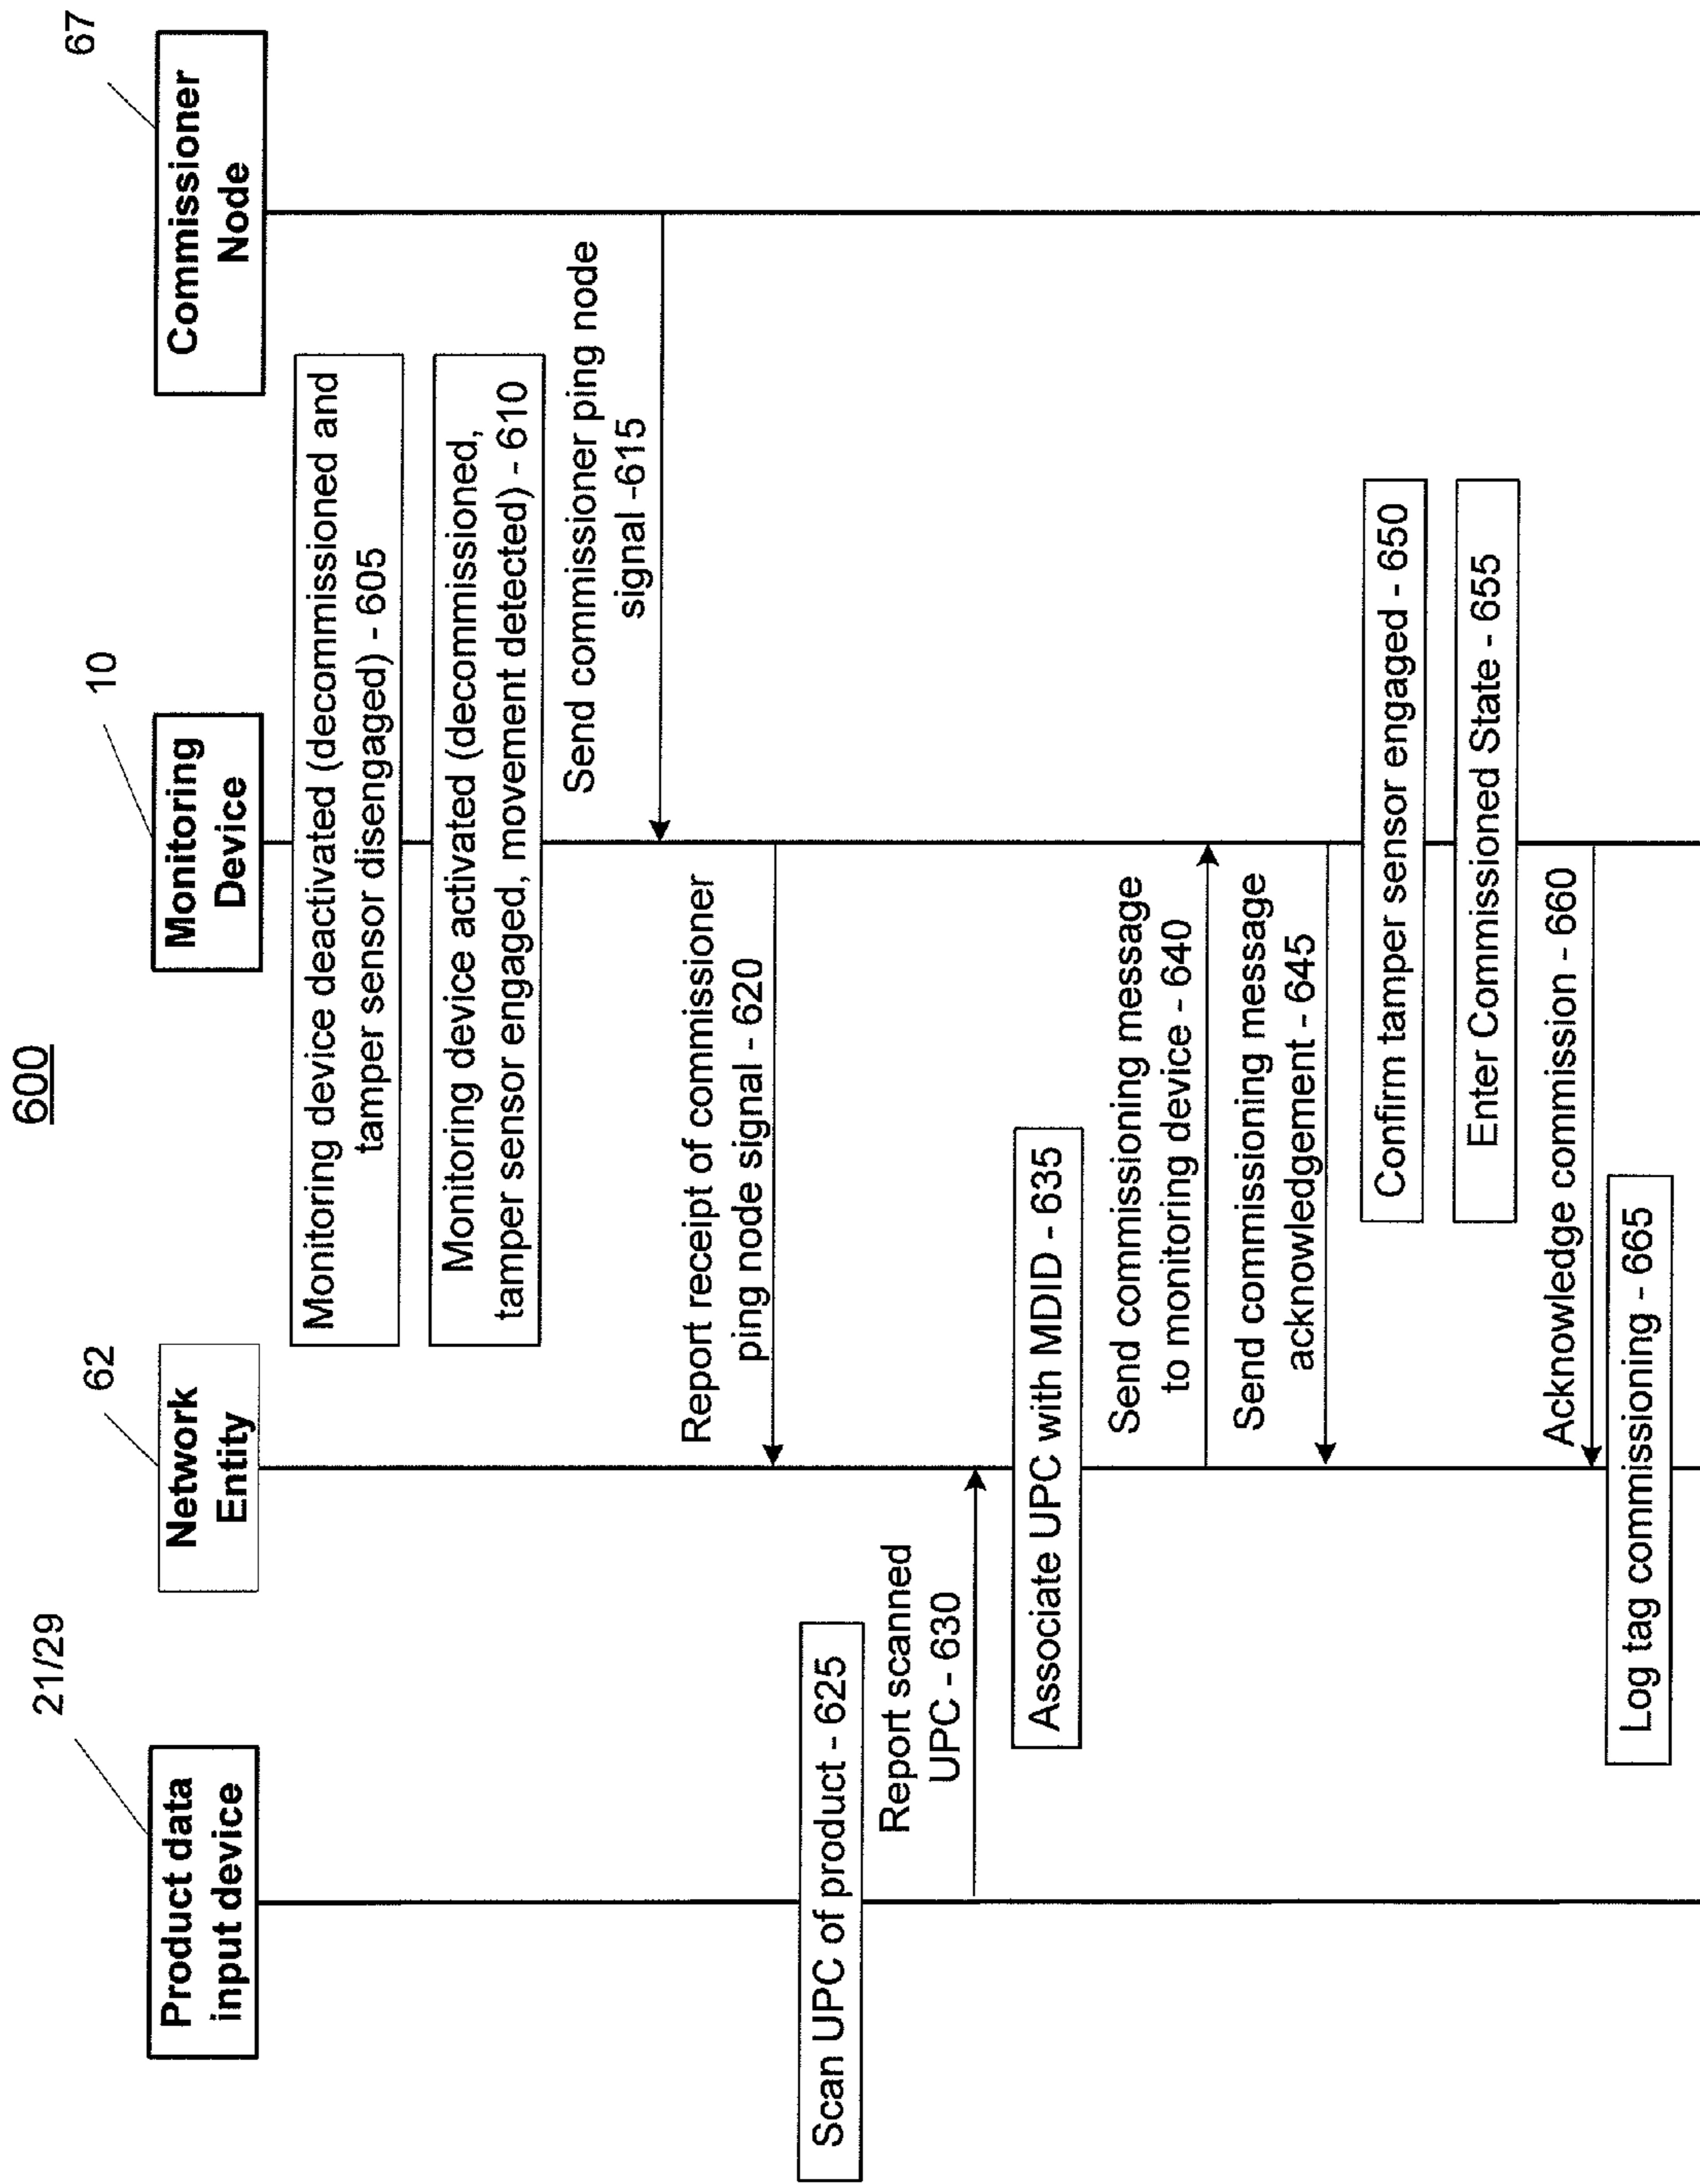 600
21/29
62
10
67
Product data
input device
Network
Entity
Monitoring
Device
Commissioner
Node
Monitoring device deactivated (decommissioned and
tamper sensor disengaged) - 605
Monitoring device activated (decommissioned,
tamper sensor engaged, movement detected) - 610
Send commissioner ping node
signal -615
Report receipt of commissioner
ping node signal - 620
Scan UPC of product - 625
Report scanned
UPC - 630
Associate UPC with MDID - 635
Send commissioning message
to monitoring device - 640
Send commissioning message
acknowledgement - 645
Confirm tamper sensor engaged - 650
Enter Commissioned State - 655
Acknowledge commission - 660
Log tag commissioning - 665